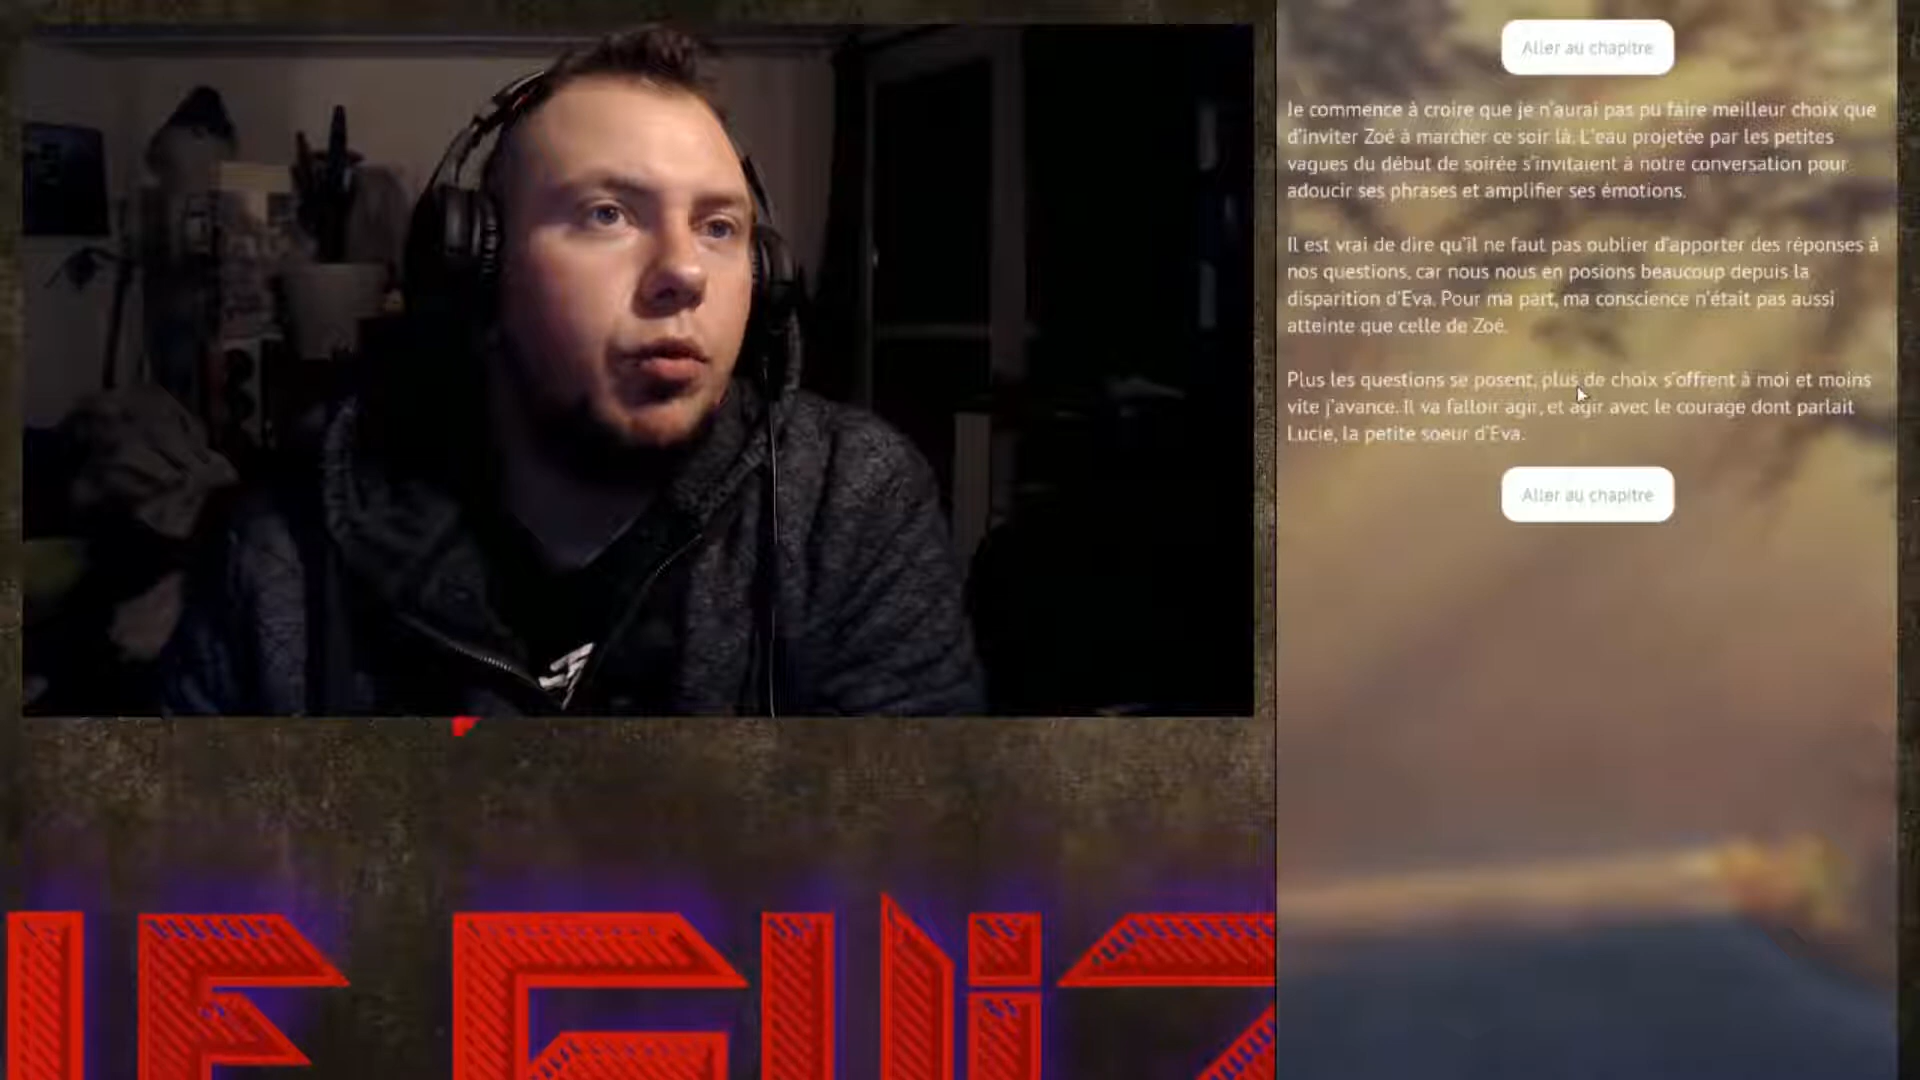 Aller au chapitre
Je commence à croire que je n'aurai pas pu faire meilleur choix que
d'inviter Zoé à marcher ce soir là. L'eau projetée par les petites
vagues du début de soirée s'invitaient à notre conversation pour
adoucir ses phrases et amplifier ses émotions.
Il est vrai de dire qu'il ne faut pas oublier d'apporter des réponses à
nos questions, car nous nous en posions beaucoup depuis la
disparition d'Eva. Pour ma part, ma conscience n'était pas aussi
atteinte que celle de Zoé.
Plus les questions se posent, plus de choix s'offrent à moi et moins
vite j'avance. Il va falloir agir, et agir avec le courage dont parlait
Lucie, la petite soeur d'Eva.
Aller au chapitre